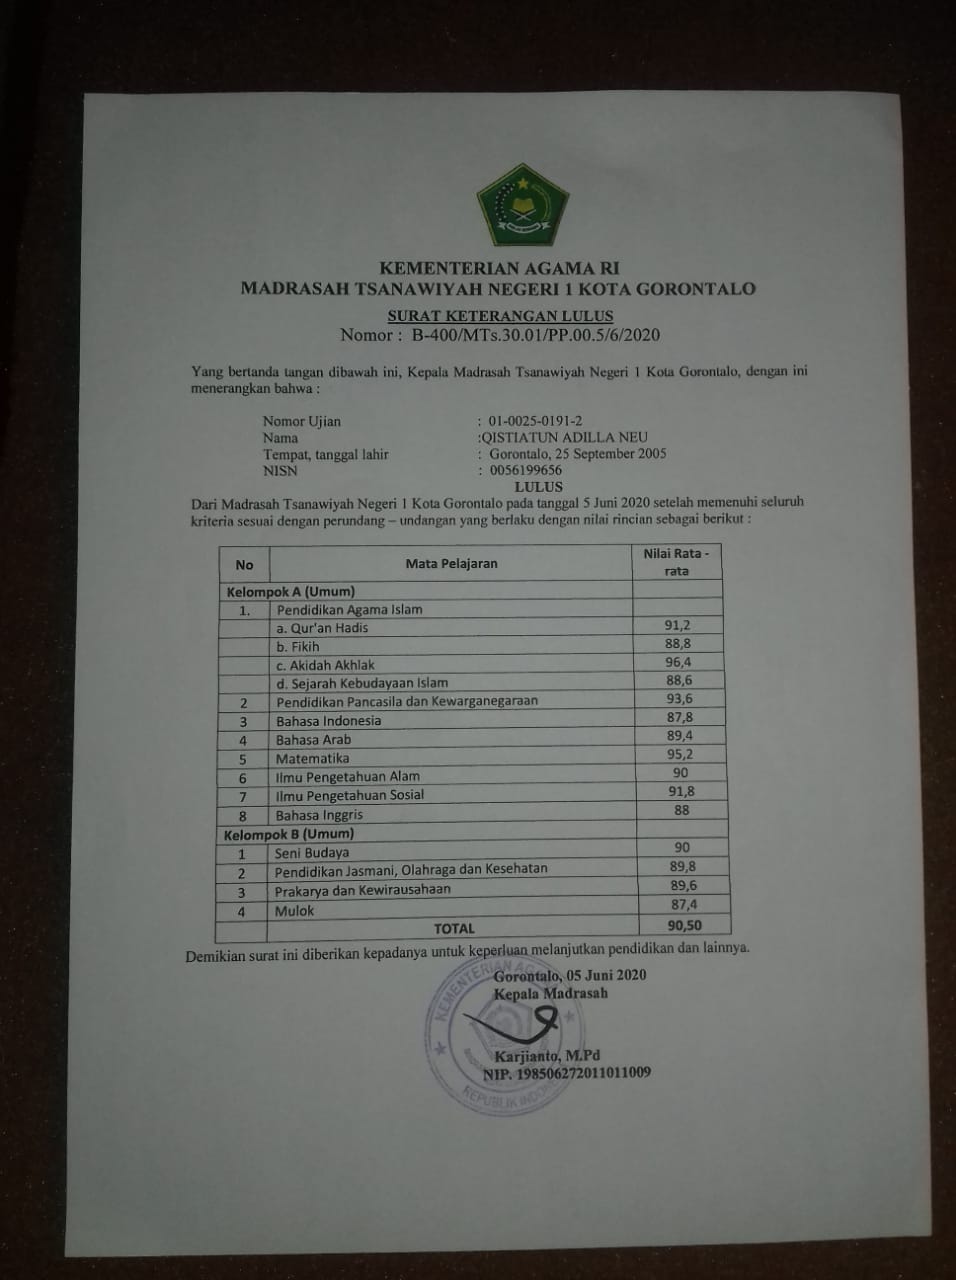 KEMENTERIAN AGAMA RI
MADRASAH TSANAWIYAH NEGERI 1 KOTA GORONTALO
SURAT KETERANGAN LULUS
Nomor : B-400/MTs.30.01/PP.00.5/6/2020
Yang bertanda tangan dibawah ini, Kepala Madrasah Tsanawiyah Negeri 1 Kota Gorontalo, dengan ini
menerangkan bahwa :
Nomor Ujian : 01-0025-0191-2
Nama :QISTIATUN ADILLA NEU
Tempat, tanggal lahir : Gorontalo, 25 September 2005
NISN : 0056199656
LULUS
Dari Madrasah Tsanawiyah Negeri 1 Kota Gorontalo pada tanggal 5 Juni 2020 setelah memenuhi seluruh
kriteria sesuai dengan perundang – undangan yang berlaku dengan nilai rincian sebagai berikut :
No Mata Pelajaran Nilai Rata - rata
Kelompok A (Umum)
1. Pendidikan Agama Islam
a. Qur'an Hadis 91,2
b. Fikih 88,8
c. Akidah Akhlak 96,4
d. Sejarah Kebudayaan Islam 88,6
2 Pendidikan Pancasila dan Kewarganegaraan 93,6
3 Bahasa Indonesia 87,8
4 Bahasa Arab 89,4
5 Matematika 95,2
6 Ilmu Pengetahuan Alam 90
7 Ilmu Pengetahuan Sosial 91,8
8 Bahasa Inggris 88
Kelompok B (Umum)
1 Seni Budaya 90
2 Pendidikan Jasmani, Olahraga dan Kesehatan 89,8
3 Prakarya dan Kewirausahaan 89,6
4 Mulok 87,4
TOTAL 90,50
Demikian surat ini diberikan kepadanya untuk keperluan melanjutkan pendidikan dan lainnya.
Gorontalo, 05 Juni 2020
Kepala Madrasah
Karjianto, M.Pd
NIP. 198506272011011009
KEMENTERIAN AGAMA
REPUBLIK INDONESIA